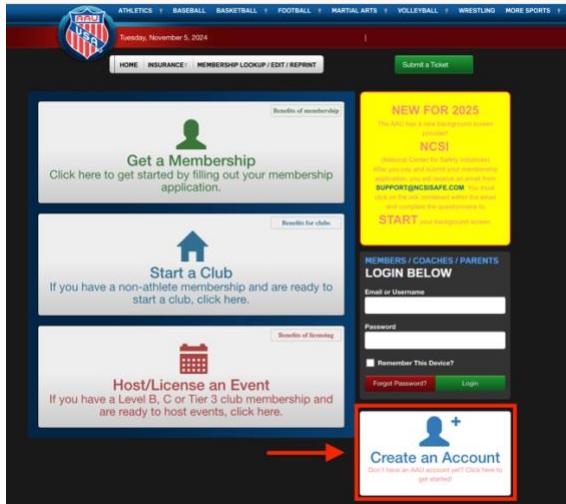 ATHLETICS BASEBALL BASKETBALL FOOTBALL MARTIAL ARTS VOLLEYBALL WRESTLING MORE SPORTS
AAU
USA
Tuesday, November 5, 2024
HOME INSURANCE MEMBERSHIP LOOKUP / EDIT / REPRINT
Submit a Ticket
Benefits of membership
Get a Membership
Click here to get started by filling out your membership
application.
Benefits for clubs
Start a Club
If you have a non-athlete membership and are ready to
start a club, click here.
Benefits of licensing
Host/License an Event
If you have a Level B, C or Tier 3 club membership and
are ready to host events, click here.
NEW FOR 2025
The AAU has a new background screen
provider!
NCSI
(National Center for Safety Initiatives)
After you pay and submit your membership
application, you will receive an email from
SUPPORT@NCSISAFE.COM. You must
click on the link contained within the email
and complete the questionnaire to
START your background screen.
MEMBERS / COACHES / PARENTS
LOGIN BELOW
Email or Username
Password
Remember This Device?
Forgot Password? Login
Create an Account
Don't have an AAU account yet? Click here to
get started!